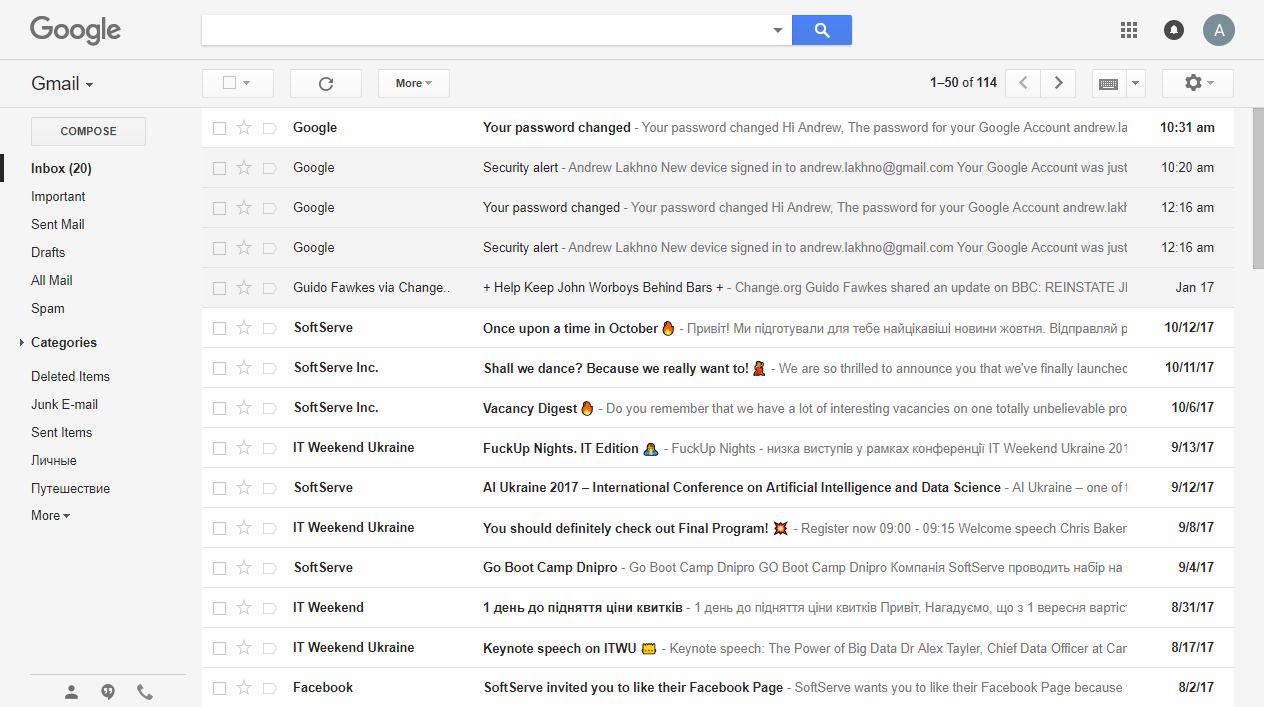 Google
A
Gmail
More
1–50 of 114
COMPOSE
Inbox (20)
Important
Sent Mail
Drafts
All Mail
Spam
Categories
Deleted Items
Junk E-mail
Sent Items
Личные
Путешествие
More
Google Your password changed - Your password changed Hi Andrew, The password for your Google Account andrew.la 10:31 am
Google Security alert - Andrew Lakhno New device signed in to andrew.lakhno@gmail.com Your Google Account was just 10:20 am
Google Your password changed - Your password changed Hi Andrew, The password for your Google Account andrew.lakh 12:16 am
Google Security alert - Andrew Lakhno New device signed in to andrew.lakhno@gmail.com Your Google Account was just 12:16 am
Guido Fawkes via Change.. + Help Keep John Worboys Behind Bars + - Change.org Guido Fawkes shared an update on BBC: REINSTATE Jan 17
SoftServe Once upon a time in October 🔥 - Привіт! Ми підготували для тебе найцікавіші новини жовтня. Відправляй р 10/12/17
SoftServe Inc. Shall we dance? Because we really want to! 💃 - We are so thrilled to announce you that we've finally launched 10/11/17
SoftServe Inc. Vacancy Digest 🔥 - Do you remember that we have a lot of interesting vacancies on one totally unbelievable pro 10/6/17
IT Weekend Ukraine FuckUp Nights. IT Edition - FuckUp Nights - низка виступів у рамках конференції IT Weekend Ukraine 201 9/13/17
SoftServe AI Ukraine 2017 – International Conference on Artificial Intelligence and Data Science - AI Ukraine – one of t 9/12/17
IT Weekend Ukraine You should definitely check out Final Program! 💥 - Register now 09:00 - 09:15 Welcome speech Chris Baker 9/8/17
SoftServe Go Boot Camp Dnipro - Go Boot Camp Dnipro GO Boot Camp Dnipro Компанія SoftServe проводить набір на 9/4/17
IT Weekend 1 день до підняття ціни квитків - 1 день до підняття ціни квитків Привіт, Нагадуємо, що з 1 вересня вартіс 8/31/17
IT Weekend Ukraine Keynote speech on ITWU - Keynote speech: The Power of Big Data Dr Alex Tayler, Chief Data Officer at Cam 8/17/17
Facebook SoftServe invited you to like their Facebook Page - SoftServe wants you to like their Facebook Page because 8/2/17